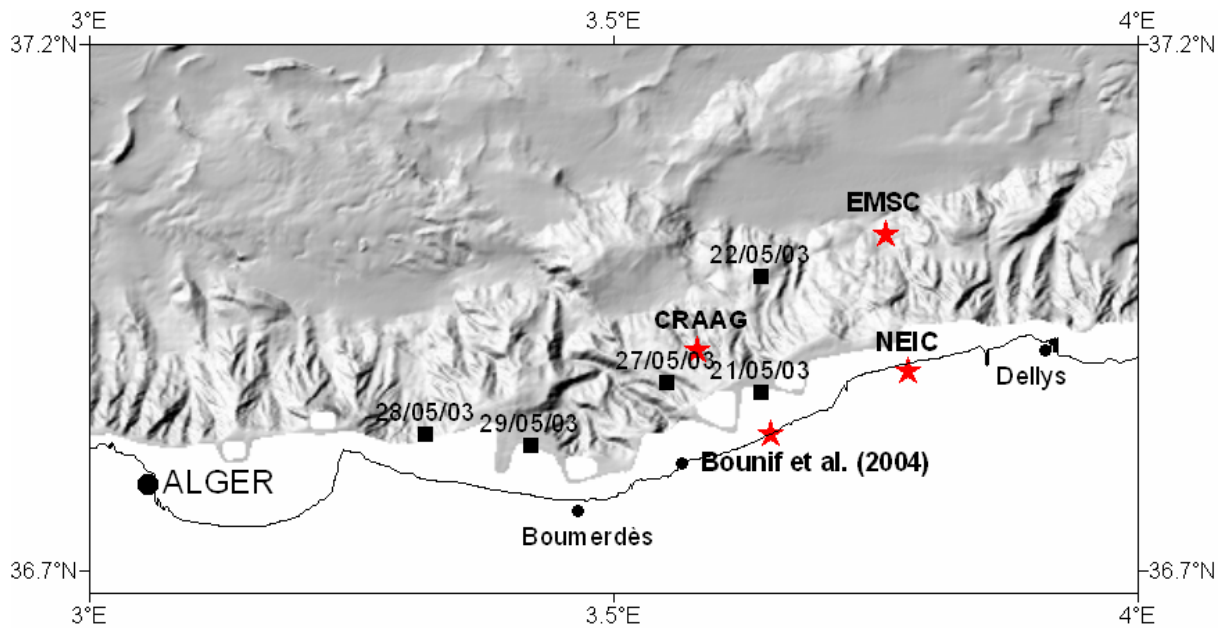 3°E 3.5°E 4°E
37.2°N 37.2°N
EMSC
22/05/03
CRAAG
NEIC
27/05/03 21/05/03
Dellys
28/05/03 29/05/03
Bounif et al. (2004)
ALGER
Boumerdès
36.7°N 36.7°N
3°E 3.5°E 4°E